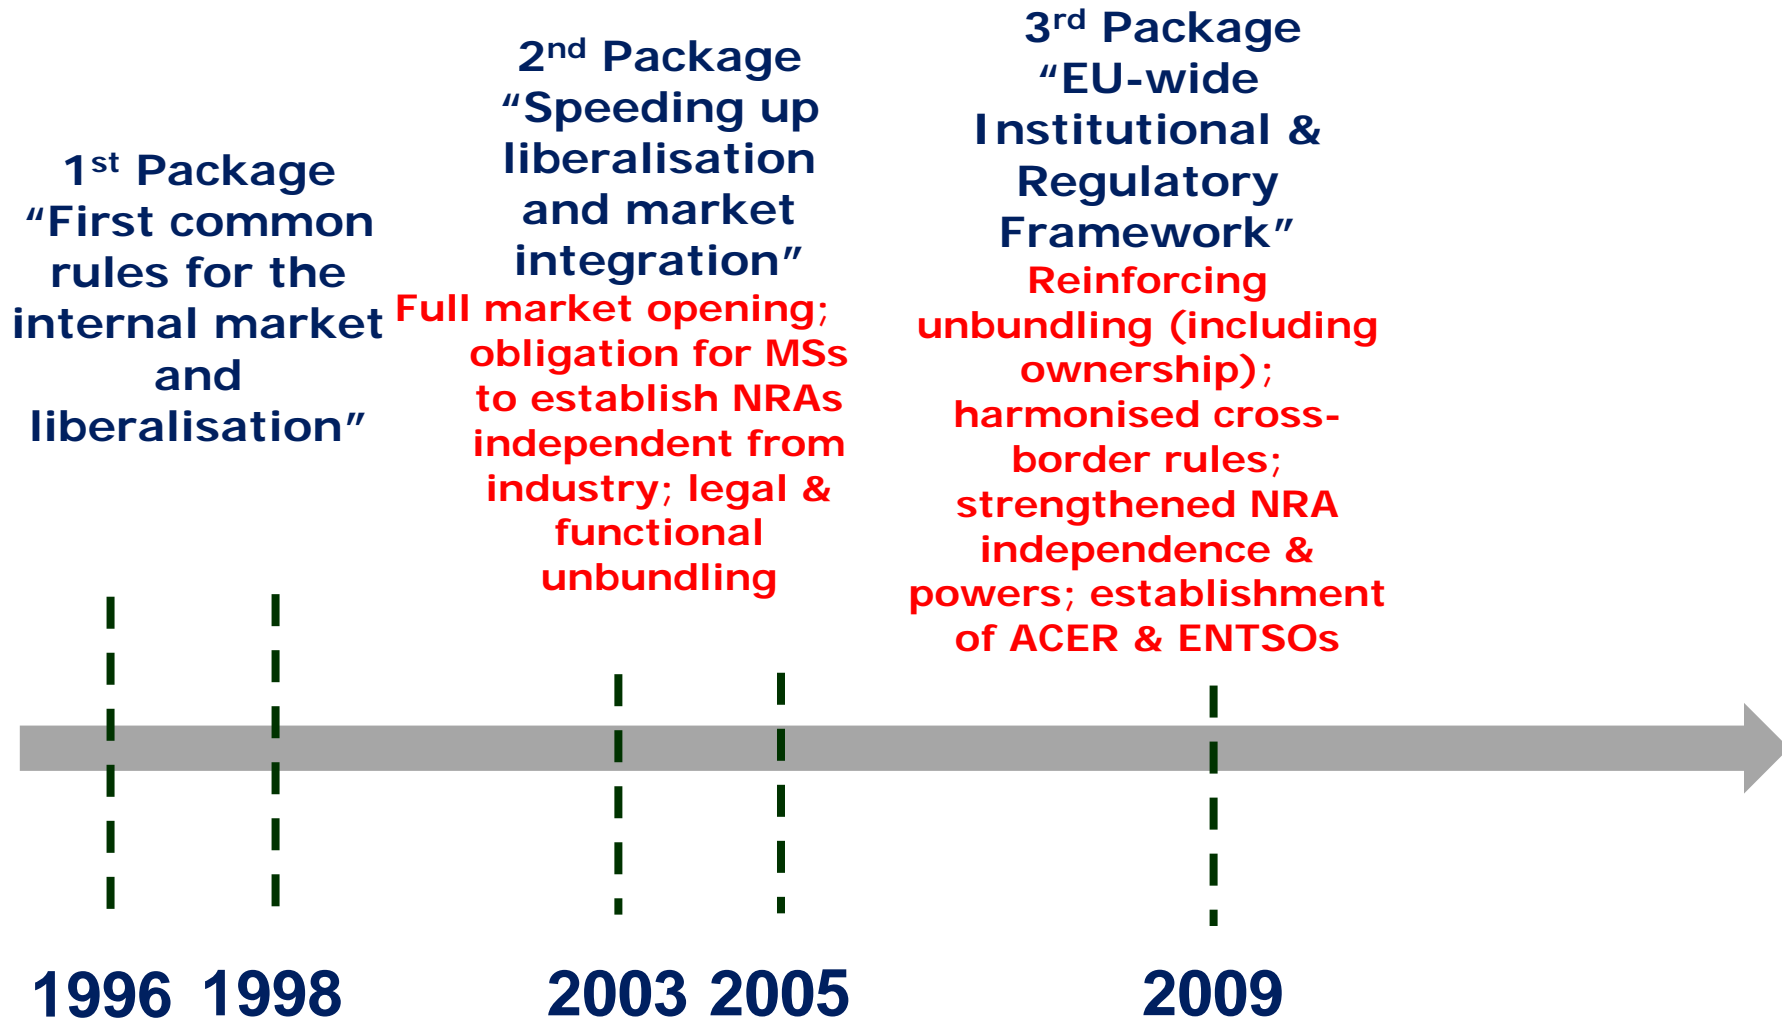 1st Package
“First common
rules for the
internal market
and
liberalisation”
2nd Package
“Speeding up
liberalisation
and market
integration”
Full market opening;
obligation for MSs
to establish NRAs
independent from
industry; legal &
functional
unbundling
3rd Package
“EU-wide
Institutional &
Regulatory
Framework”
Reinforcing
unbundling (including
ownership);
harmonised cross-
border rules;
strengthened NRA
independence &
powers; establishment
of ACER & ENTSOs
1996 1998 2003 2005 2009